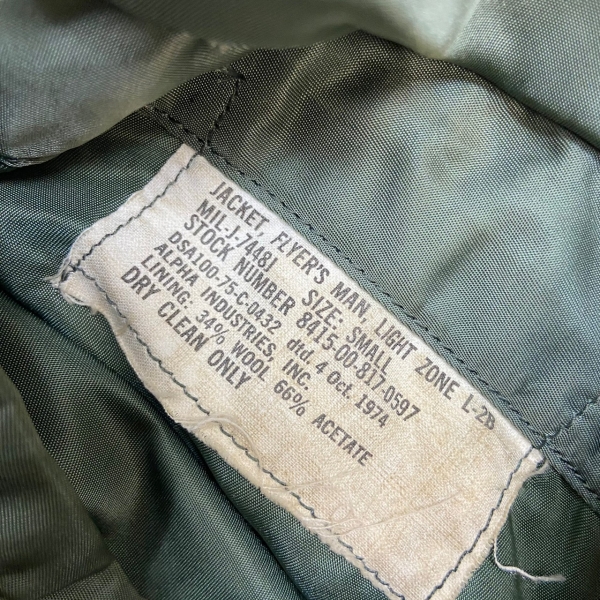 JACKET, FLYER'S MAN, LIGHT ZONE L-2B
MIL-J-7448J SIZE: SMALL
STOCK NUMBER 8415-00-817-0597
DSA100-75-C-0432 dtd. 4 Oct. 1974
ALPHA INDUSTRIES, INC.
LINING: 34% WOOL 66% ACETATE
DRY CLEAN ONLY